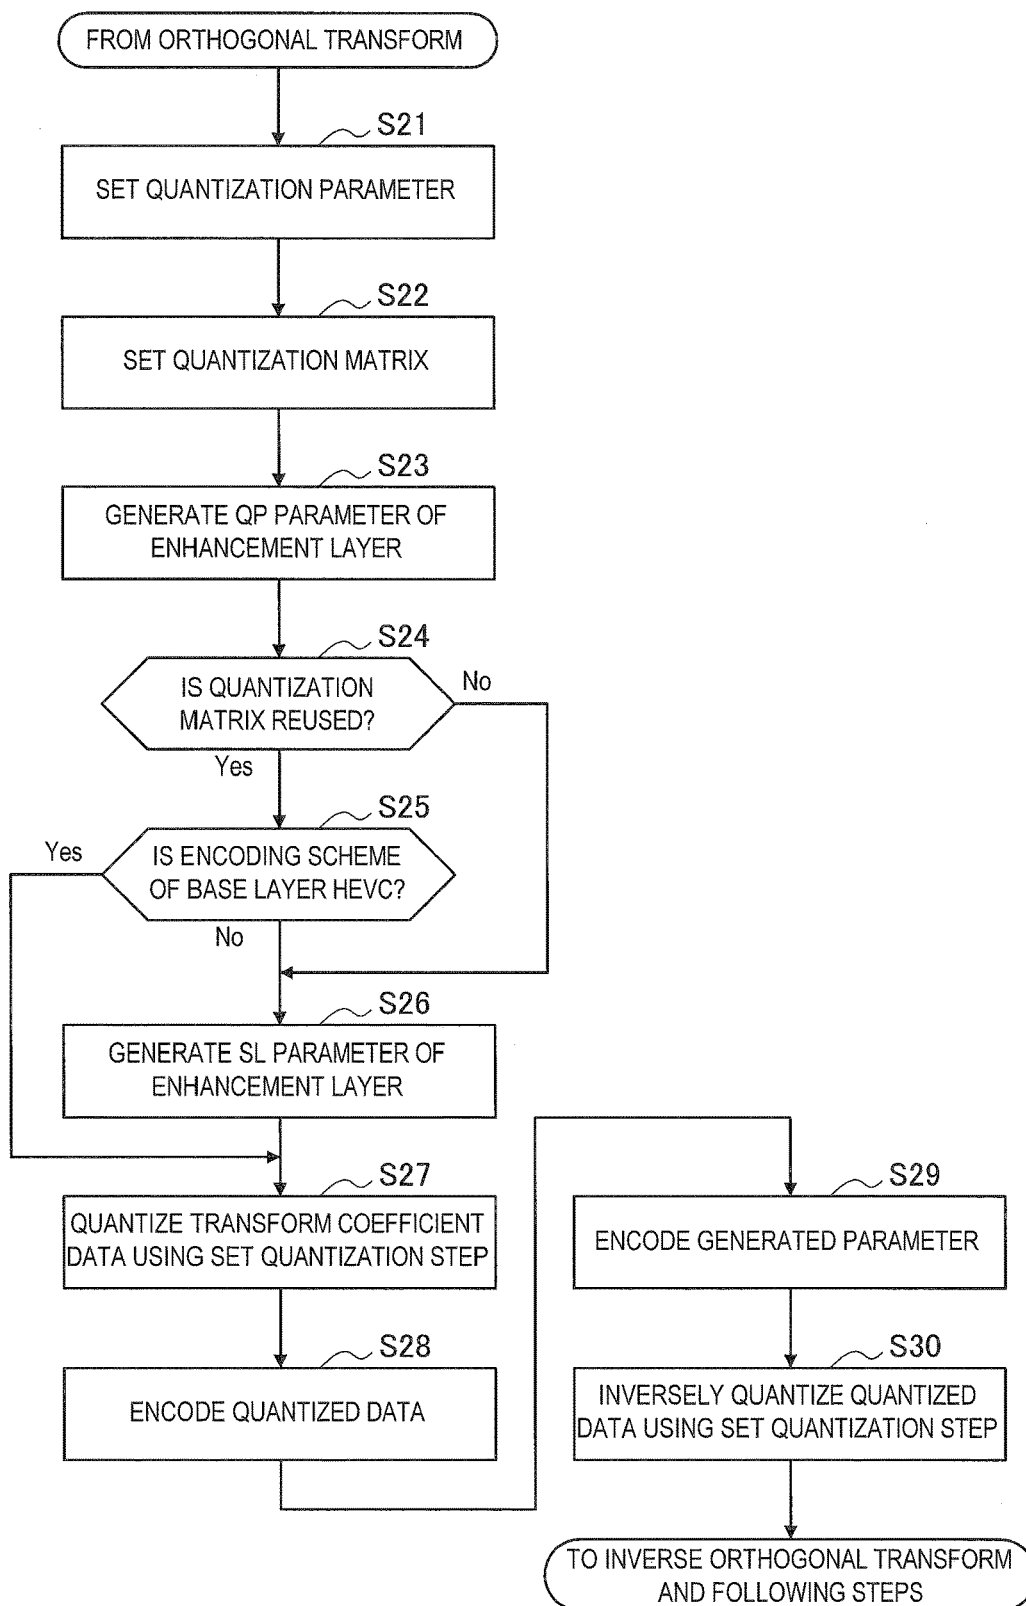 FROM ORTHOGONAL TRANSFORM
S21
SET QUANTIZATION PARAMETER
S22
SET QUANTIZATION MATRIX
S23
GENERATE QP PARAMETER OF
ENHANCEMENT LAYER
S24
IS QUANTIZATION
MATRIX REUSED?
No
Yes
S25
IS ENCODING SCHEME
OF BASE LAYER HEVC?
Yes
No
S26
GENERATE SL PARAMETER OF
ENHANCEMENT LAYER
S27
QUANTIZE TRANSFORM COEFFICIENT
DATA USING SET QUANTIZATION STEP
S28
ENCODE QUANTIZED DATA
S29
ENCODE GENERATED PARAMETER
S30
INVERSELY QUANTIZE QUANTIZED
DATA USING SET QUANTIZATION STEP
TO INVERSE ORTHOGONAL TRANSFORM
AND FOLLOWING STEPS